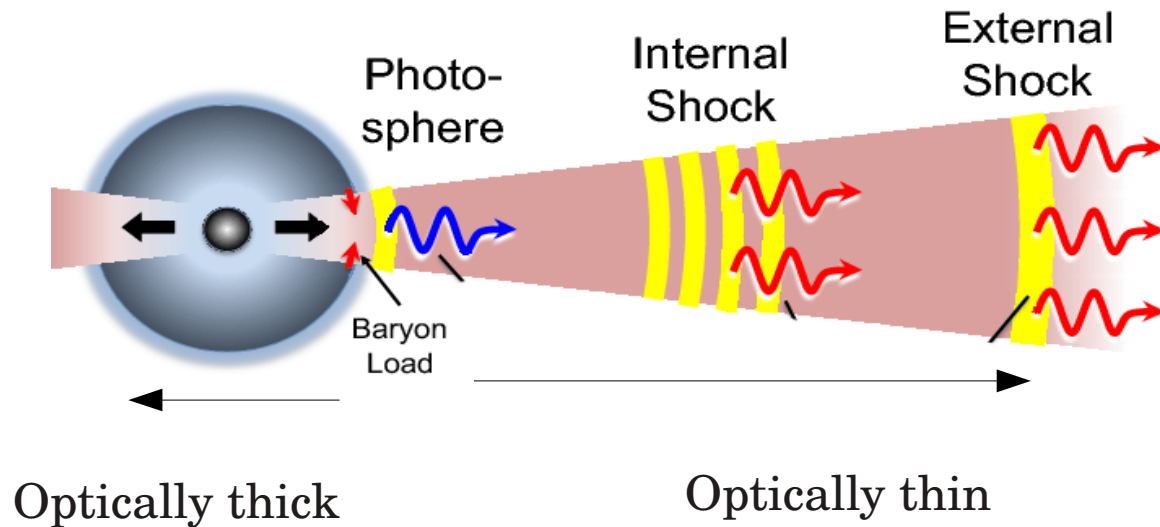 Photo-
sphere
Internal
Shock
External
Shock
Baryon
Load
Optically thick
Optically thin